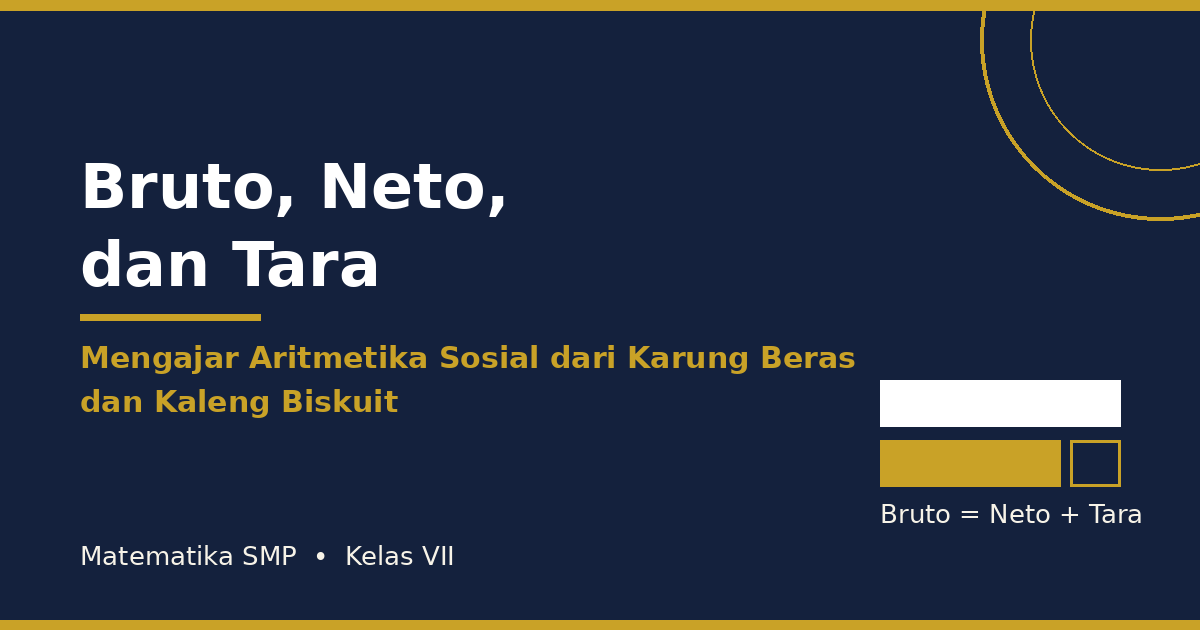 Bruto, Neto,
dan Tara
Mengajar Aritmetika Sosial dari Karung Beras
dan Kaleng Biskuit
Bruto = Neto + Tara
Matematika SMP • Kelas VII